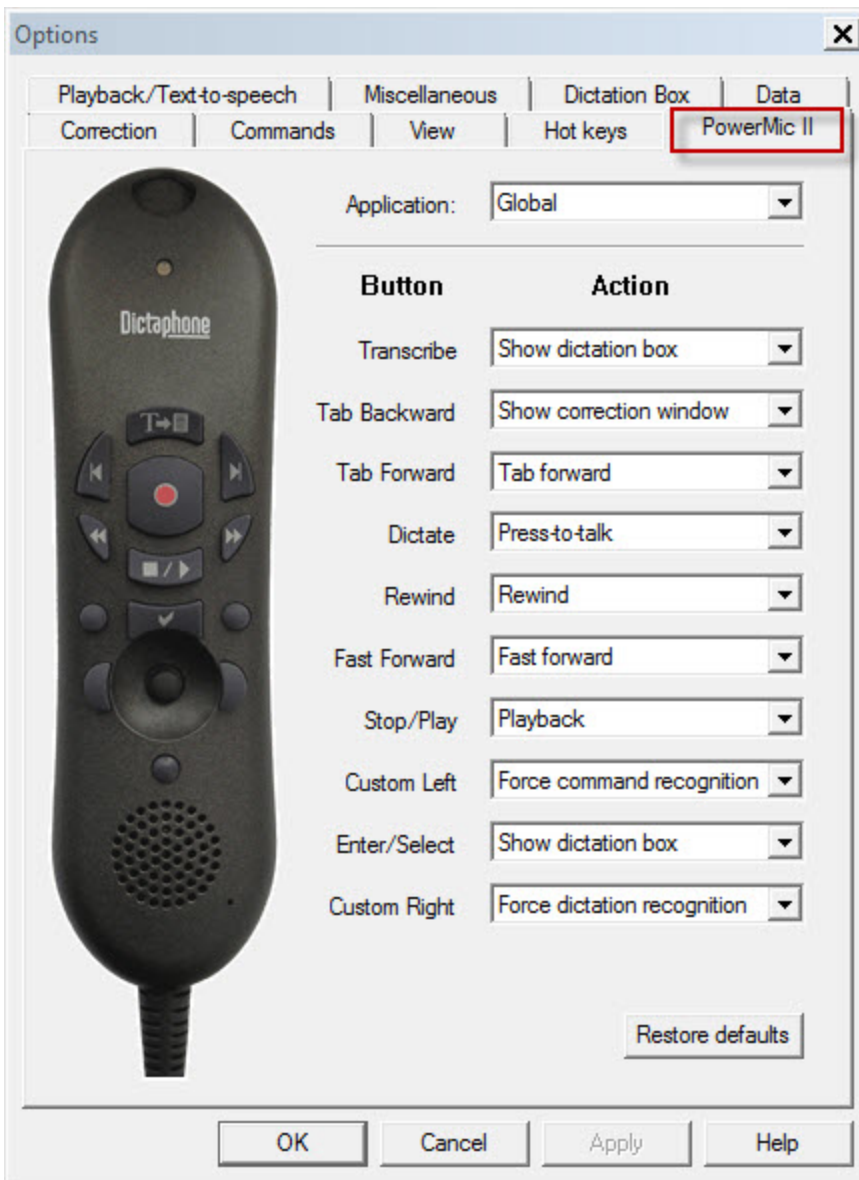 Options
Playback/Text-to-speech Miscellaneous Dictation Box Data
Correction Commands View Hot keys PowerMic II
Application: Global
Button Action
Dictaphone
Transcribe Show dictation box
Tab Backward Show correction window
Tab Forward Tab forward
Dictate Press-to-talk
Rewind Rewind
Fast Forward Fast forward
Stop/Play Playback
Custom Left Force command recognition
Enter/Select Show dictation box
Custom Right Force dictation recognition
Restore defaults
OK Cancel Apply Help